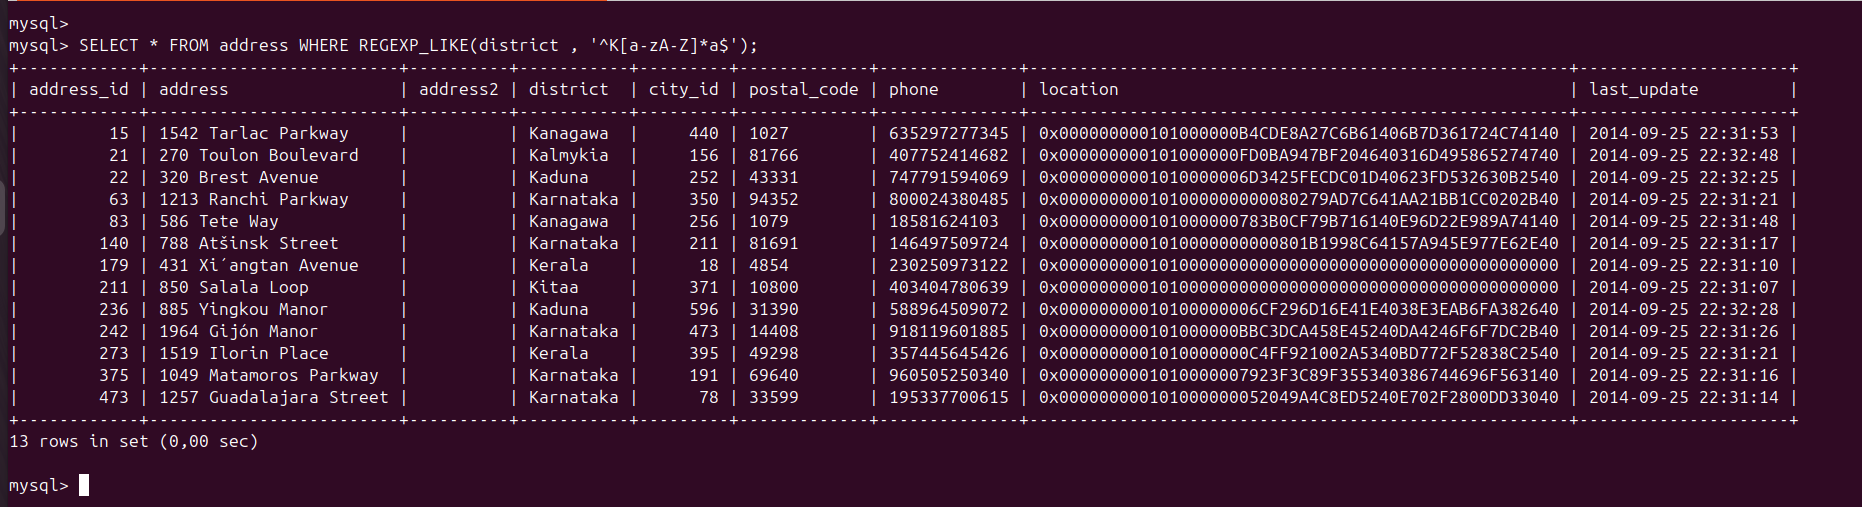 mysql>
mysql> SELECT * FROM address WHERE REGEXP_LIKE(district , '^K[a-zA-Z]*a$');
+------------+------------------------+----------+-----------+---------+-------------+--------------+------------------------------------------------------+---------------------+
| address_id | address | address2 | district | city_id | postal_code | phone | location | last_update |
+------------+------------------------+----------+-----------+---------+-------------+--------------+------------------------------------------------------+---------------------+
| 15 | 1542 Tarlac Parkway | | Kanagawa | 440 | 1027 | 635297277345 | 0x000000000101000000B4CDE8A27C6B61406B7D361724C74140 | 2014-09-25 22:31:53 |
| 21 | 270 Toulon Boulevard | | Kalmykia | 156 | 81766 | 407752414682 | 0x000000000101000000FD0BA947BF204640316D495865274740 | 2014-09-25 22:32:48 |
| 22 | 320 Brest Avenue | | Kaduna | 252 | 43331 | 747791594069 | 0x0000000001010000006D3425FECDC01D40623FD532630B2540 | 2014-09-25 22:32:25 |
| 63 | 1213 Ranchi Parkway | | Karnataka | 350 | 94352 | 800024380485 | 0x00000000010100000000080279AD7C641AA21BB1CC0202B40 | 2014-09-25 22:31:21 |
| 83 | 586 Tete Way | | Kanagawa | 256 | 1079 | 18581624103 | 0x000000000101000000783B0CF79B716140E96D22E989A74140 | 2014-09-25 22:31:48 |
| 140 | 788 Atšinsk Street | | Karnataka | 211 | 81691 | 146497509724 | 0x0000000001010000000000801B1998C64157A945E977E62E40 | 2014-09-25 22:31:17 |
| 179 | 431 Xi´angtan Avenue | | Kerala | 18 | 4854 | 230250973122 | 0x00000000010100000000000000000000000000000000000000 | 2014-09-25 22:31:10 |
| 211 | 850 Salala Loop | | Kitaa | 371 | 10800 | 403404780639 | 0x00000000010100000000000000000000000000000000000000 | 2014-09-25 22:31:07 |
| 236 | 885 Yingkou Manor | | Kaduna | 596 | 31390 | 588964509072 | 0x0000000001010000006CF296D16E41E4038E3EAB6FA382640 | 2014-09-25 22:32:28 |
| 242 | 1964 Gijón Manor | | Karnataka | 473 | 14408 | 918119601885 | 0x000000000101000000BBC3DCA458E45240DA4246F6F7DC2B40 | 2014-09-25 22:31:26 |
| 273 | 1519 Ilorin Place | | Kerala | 395 | 49298 | 357445645426 | 0x0000000001010000000C4FF921002A5340BD772F52838C2540 | 2014-09-25 22:31:21 |
| 375 | 1049 Matamoros Parkway | | Karnataka | 191 | 69640 | 960505250340 | 0x0000000001010000007923F3C89F355340386744696F563140 | 2014-09-25 22:31:16 |
| 473 | 1257 Guadalajara Street | | Karnataka | 78 | 33599 | 195337700615 | 0x00000000010100000052049A4C8ED5240E702F2800DD33040 | 2014-09-25 22:31:14 |
+------------+------------------------+----------+-----------+---------+-------------+--------------+------------------------------------------------------+---------------------+
13 rows in set (0,00 sec)
mysql>